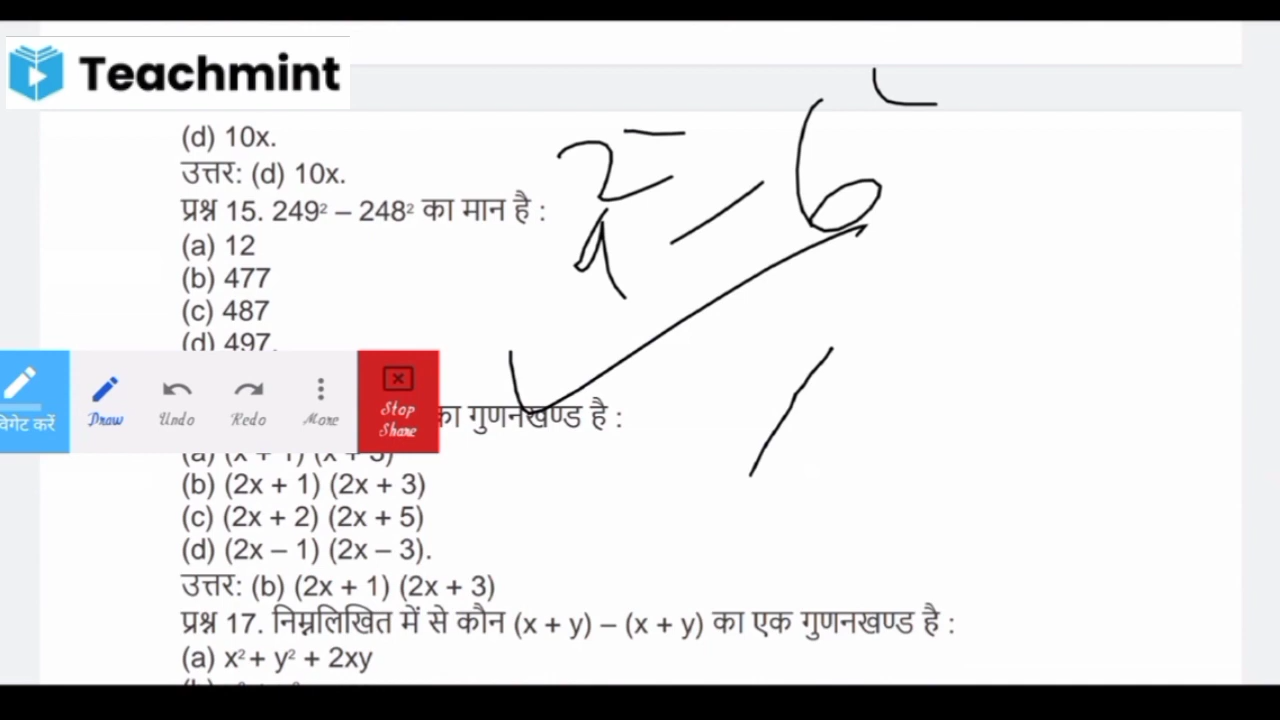 Teachmint
(d) 10x.
उत्तर: (d) 10x.
प्रश्न 15. 249² – 248² का मान है :
(a) 12
(b) 477
(c) 487
(d) 497.
विगेट करें
Draw
Undo
Redo
More
Stop
Share
का गुणनखण्ड है :
(a) (x + 1) (x + 3)
(b) (2x + 1) (2x + 3)
(c) (2x + 2) (2x + 5)
(d) (2x – 1) (2x – 3).
उत्तर: (b) (2x + 1) (2x + 3)
प्रश्न 17. निम्नलिखित में से कौन (x + y) – (x + y) का एक गुणनखण्ड है :
(a) x² + y² + 2xy